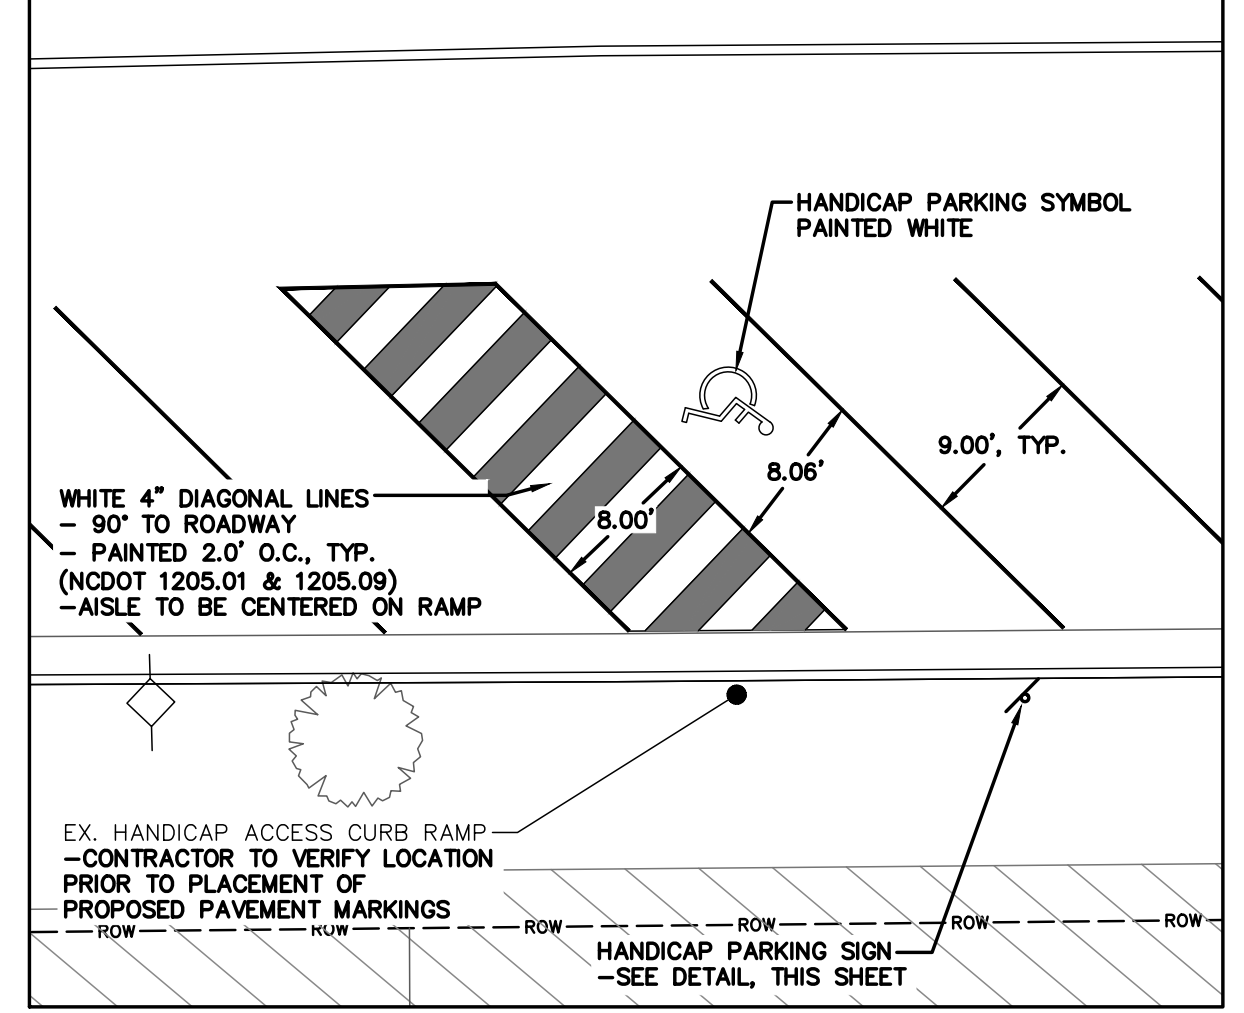 HANDICAP PARKING SYMBOL
PAINTED WHITE
9.00', TYP.
8.06'
8.00'
WHITE 4" DIAGONAL LINES
- 90° TO ROADWAY
- PAINTED 2.0' O.C., TYP.
(NCDOT 1205.01 & 1205.09)
-AISLE TO BE CENTERED ON RAMP
EX. HANDICAP ACCESS CURB RAMP
-CONTRACTOR TO VERIFY LOCATION
PRIOR TO PLACEMENT OF
PROPOSED PAVEMENT MARKINGS
ROW ROW ROW ROW ROW ROW
HANDICAP PARKING SIGN
-SEE DETAIL, THIS SHEET